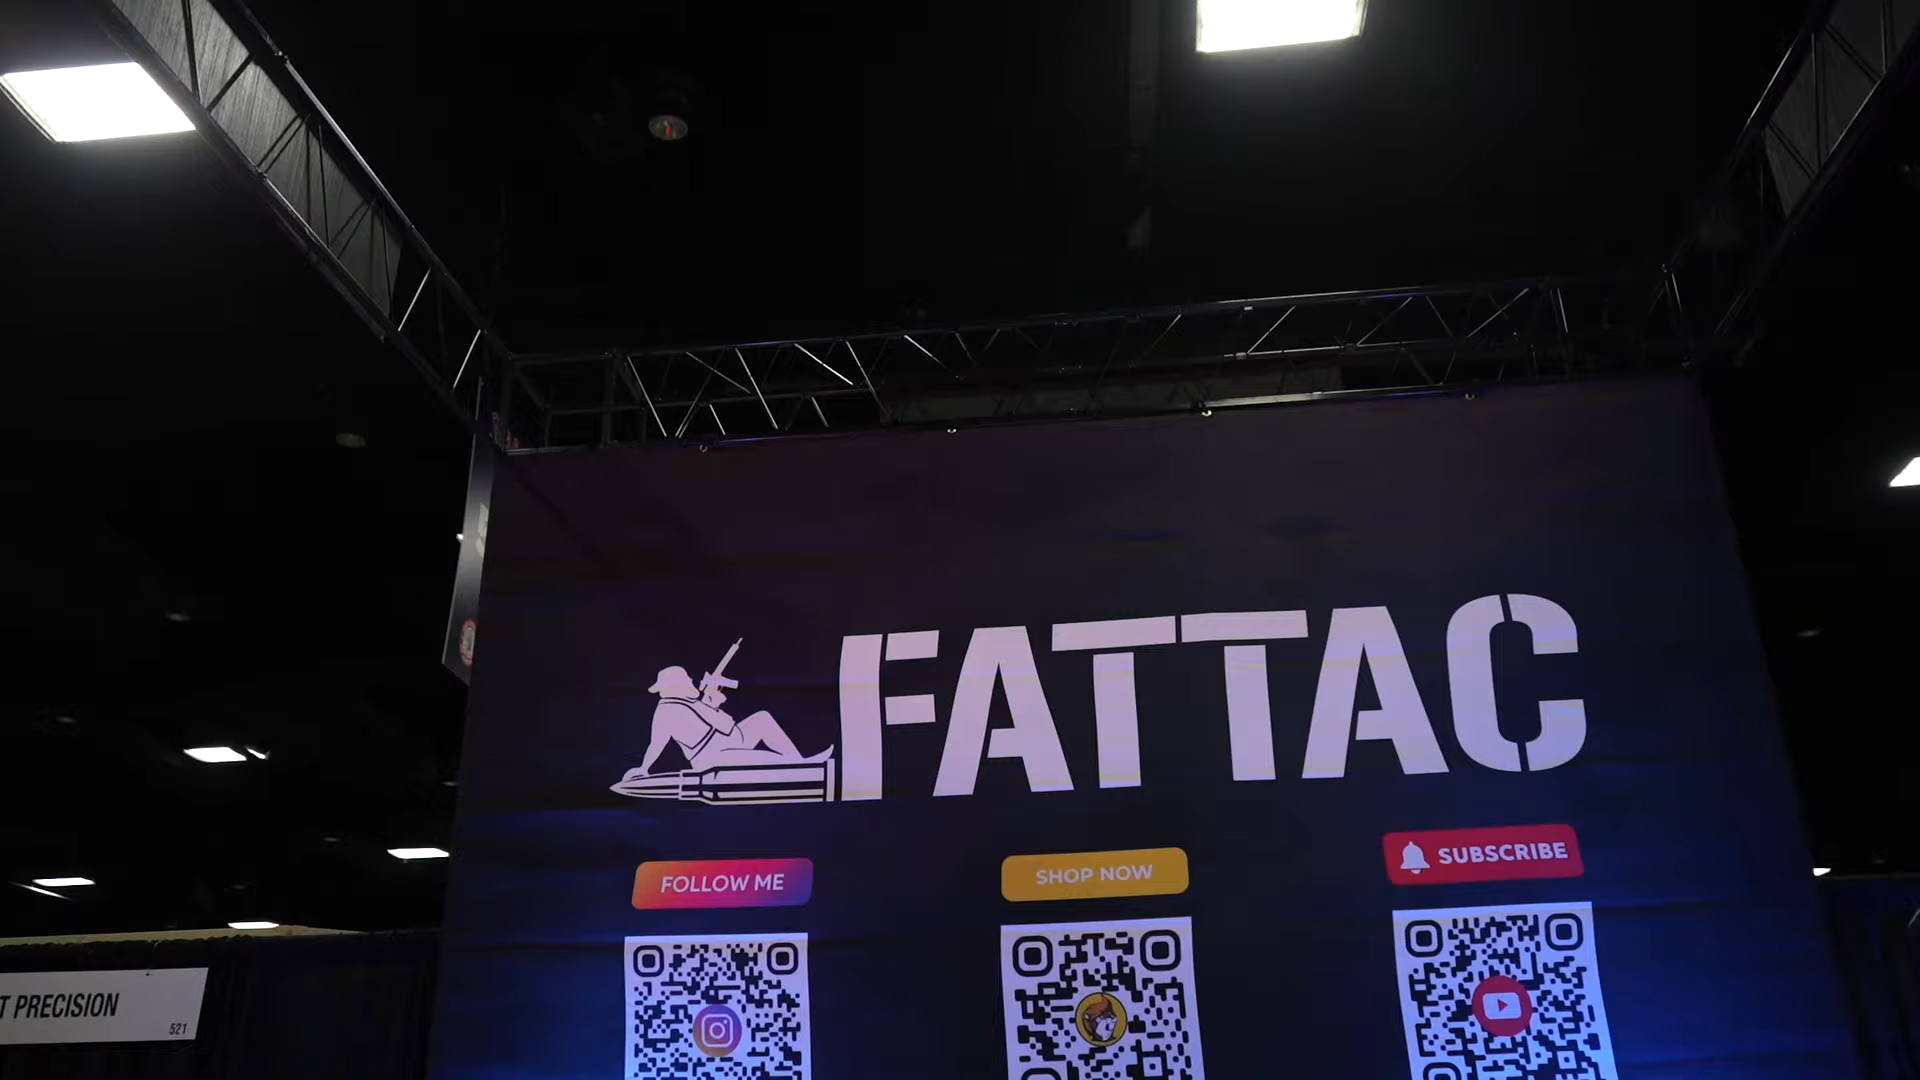 FATTAC
FOLLOW ME
SHOP NOW
SUBSCRIBE
T PRECISION
521